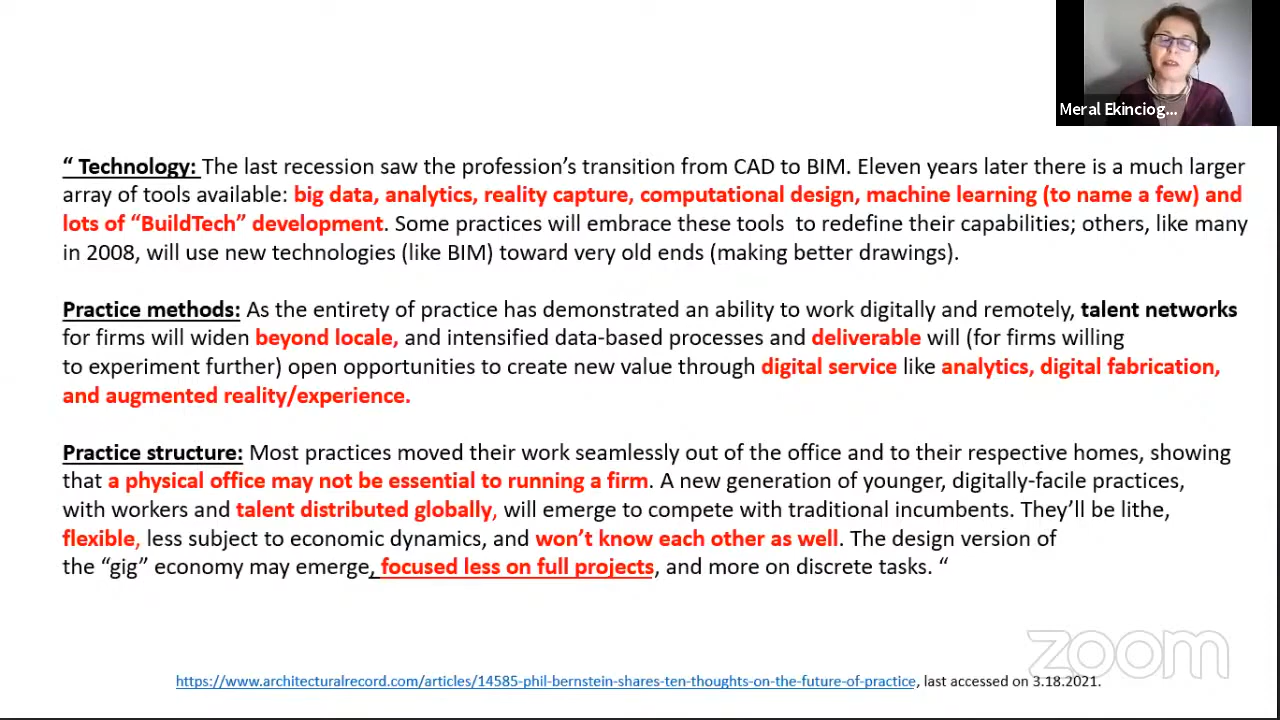 Meral Ekinciog...
“ Technology: The last recession saw the profession’s transition from CAD to BIM. Eleven years later there is a much larger
array of tools available: big data, analytics, reality capture, computational design, machine learning (to name a few) and
lots of “BuildTech” development. Some practices will embrace these tools to redefine their capabilities; others, like many
in 2008, will use new technologies (like BIM) toward very old ends (making better drawings).
Practice methods: As the entirety of practice has demonstrated an ability to work digitally and remotely, talent networks
for firms will widen beyond locale, and intensified data-based processes and deliverable will (for firms willing
to experiment further) open opportunities to create new value through digital service like analytics, digital fabrication,
and augmented reality/experience.
Practice structure: Most practices moved their work seamlessly out of the office and to their respective homes, showing
that a physical office may not be essential to running a firm. A new generation of younger, digitally-facile practices,
with workers and talent distributed globally, will emerge to compete with traditional incumbents. They’ll be lithe,
flexible, less subject to economic dynamics, and won’t know each other as well. The design version of
the “gig” economy may emerge, focused less on full projects, and more on discrete tasks. “
zoom
https://www.architecturalrecord.com/articles/14585-phil-bernstein-shares-ten-thoughts-on-the-future-of-practice, last accessed on 3.18.2021.